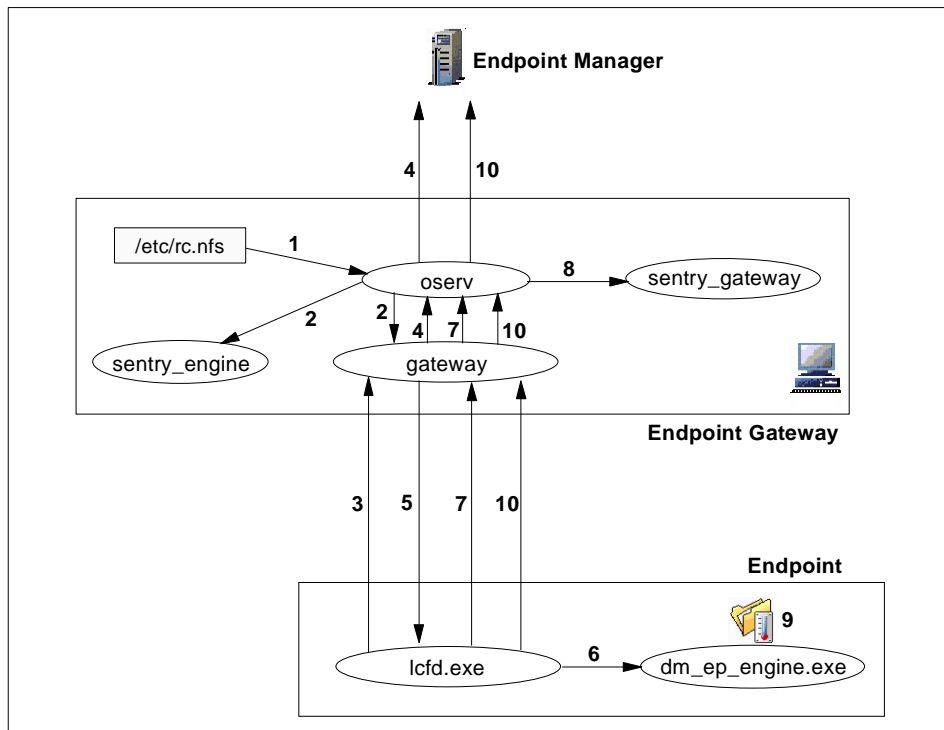 Endpoint Manager
4
10
/etc/rc.nfs
1
oserv
8
sentry_gateway
2
2
4
7
10
sentry_engine
gateway
Endpoint Gateway
3
5
7
10
Endpoint
9
lcfd.exe
6
dm_ep_engine.exe